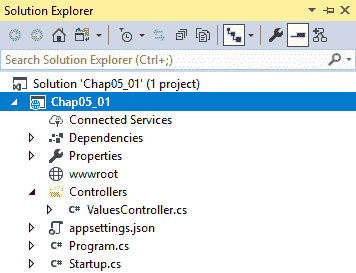 Solution Explorer
Search Solution Explorer (Ctrl+;)
Solution 'Chap05_01' (1 project)
Chap05_01
Connected Services
Dependencies
Properties
wwwroot
Controllers
C# ValuesController.cs
appsettings.json
C# Program.cs
C# Startup.cs